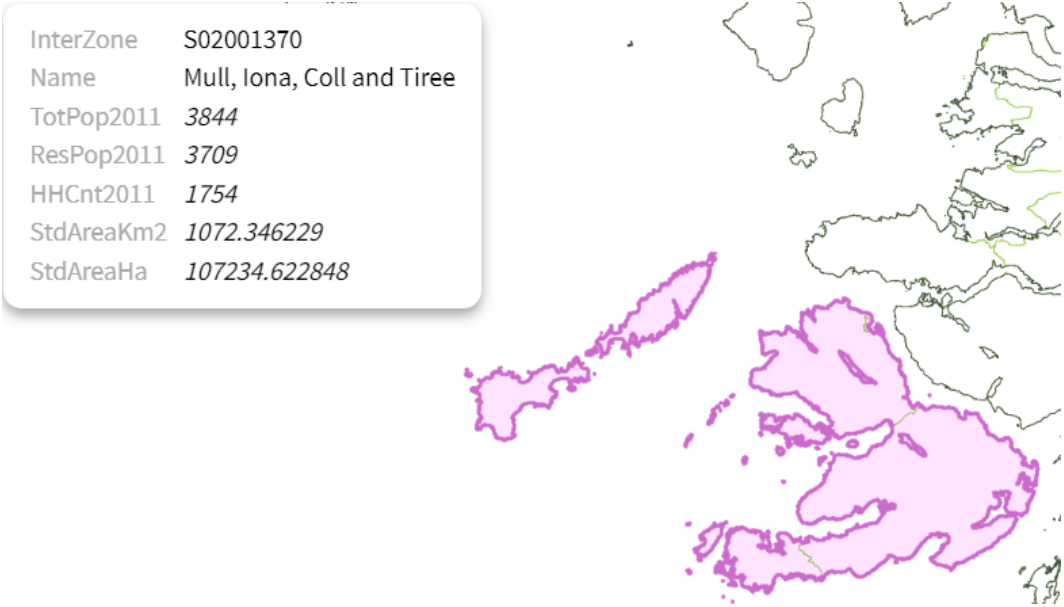 InterZone S02001370
Name Mull, Iona, Coll and Tiree
TotPop2011 3844
ResPop2011 3709
HHCnt2011 1754
StdAreaKm2 1072.346229
StdAreaHa 107234.622848